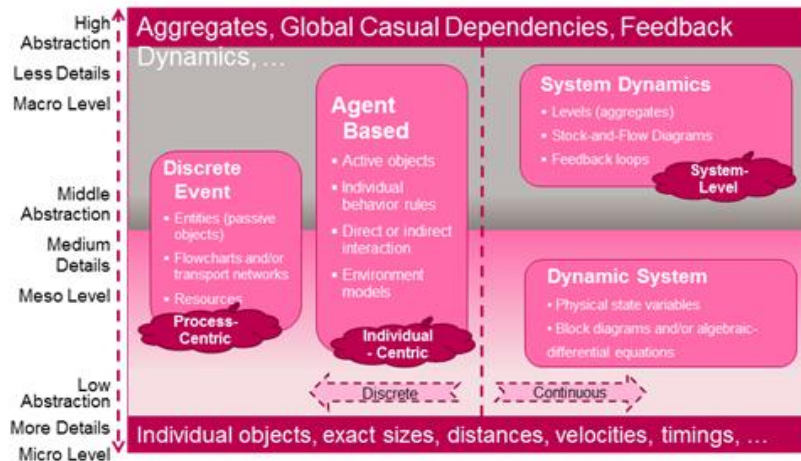 High
Abstraction
Less Details
Macro Level
Middle
Abstraction
Medium
Details
Meso Level
Low
Abstraction
More Details
Micro Level
Aggregates, Global Casual Dependencies, Feedback
Dynamics, ...
Discrete
Event
▪ Entities (passive
objects)
▪ Flowcharts and/or
transport networks
▪ Resources
Process-
Centric
Agent
Based
▪ Active objects
▪ Individual
behavior rules
▪ Direct or indirect
interaction
▪ Environment
models
Individual
- Centric
System Dynamics
▪ Levels (aggregates)
▪ Stock-and-Flow Diagrams
▪ Feedback loops
System-
Level
Dynamic System
▪ Physical state variables
▪ Block diagrams and/or algebraic-
differential equations
Discrete
Continuous
Individual objects, exact sizes, distances, velocities, timings, ...